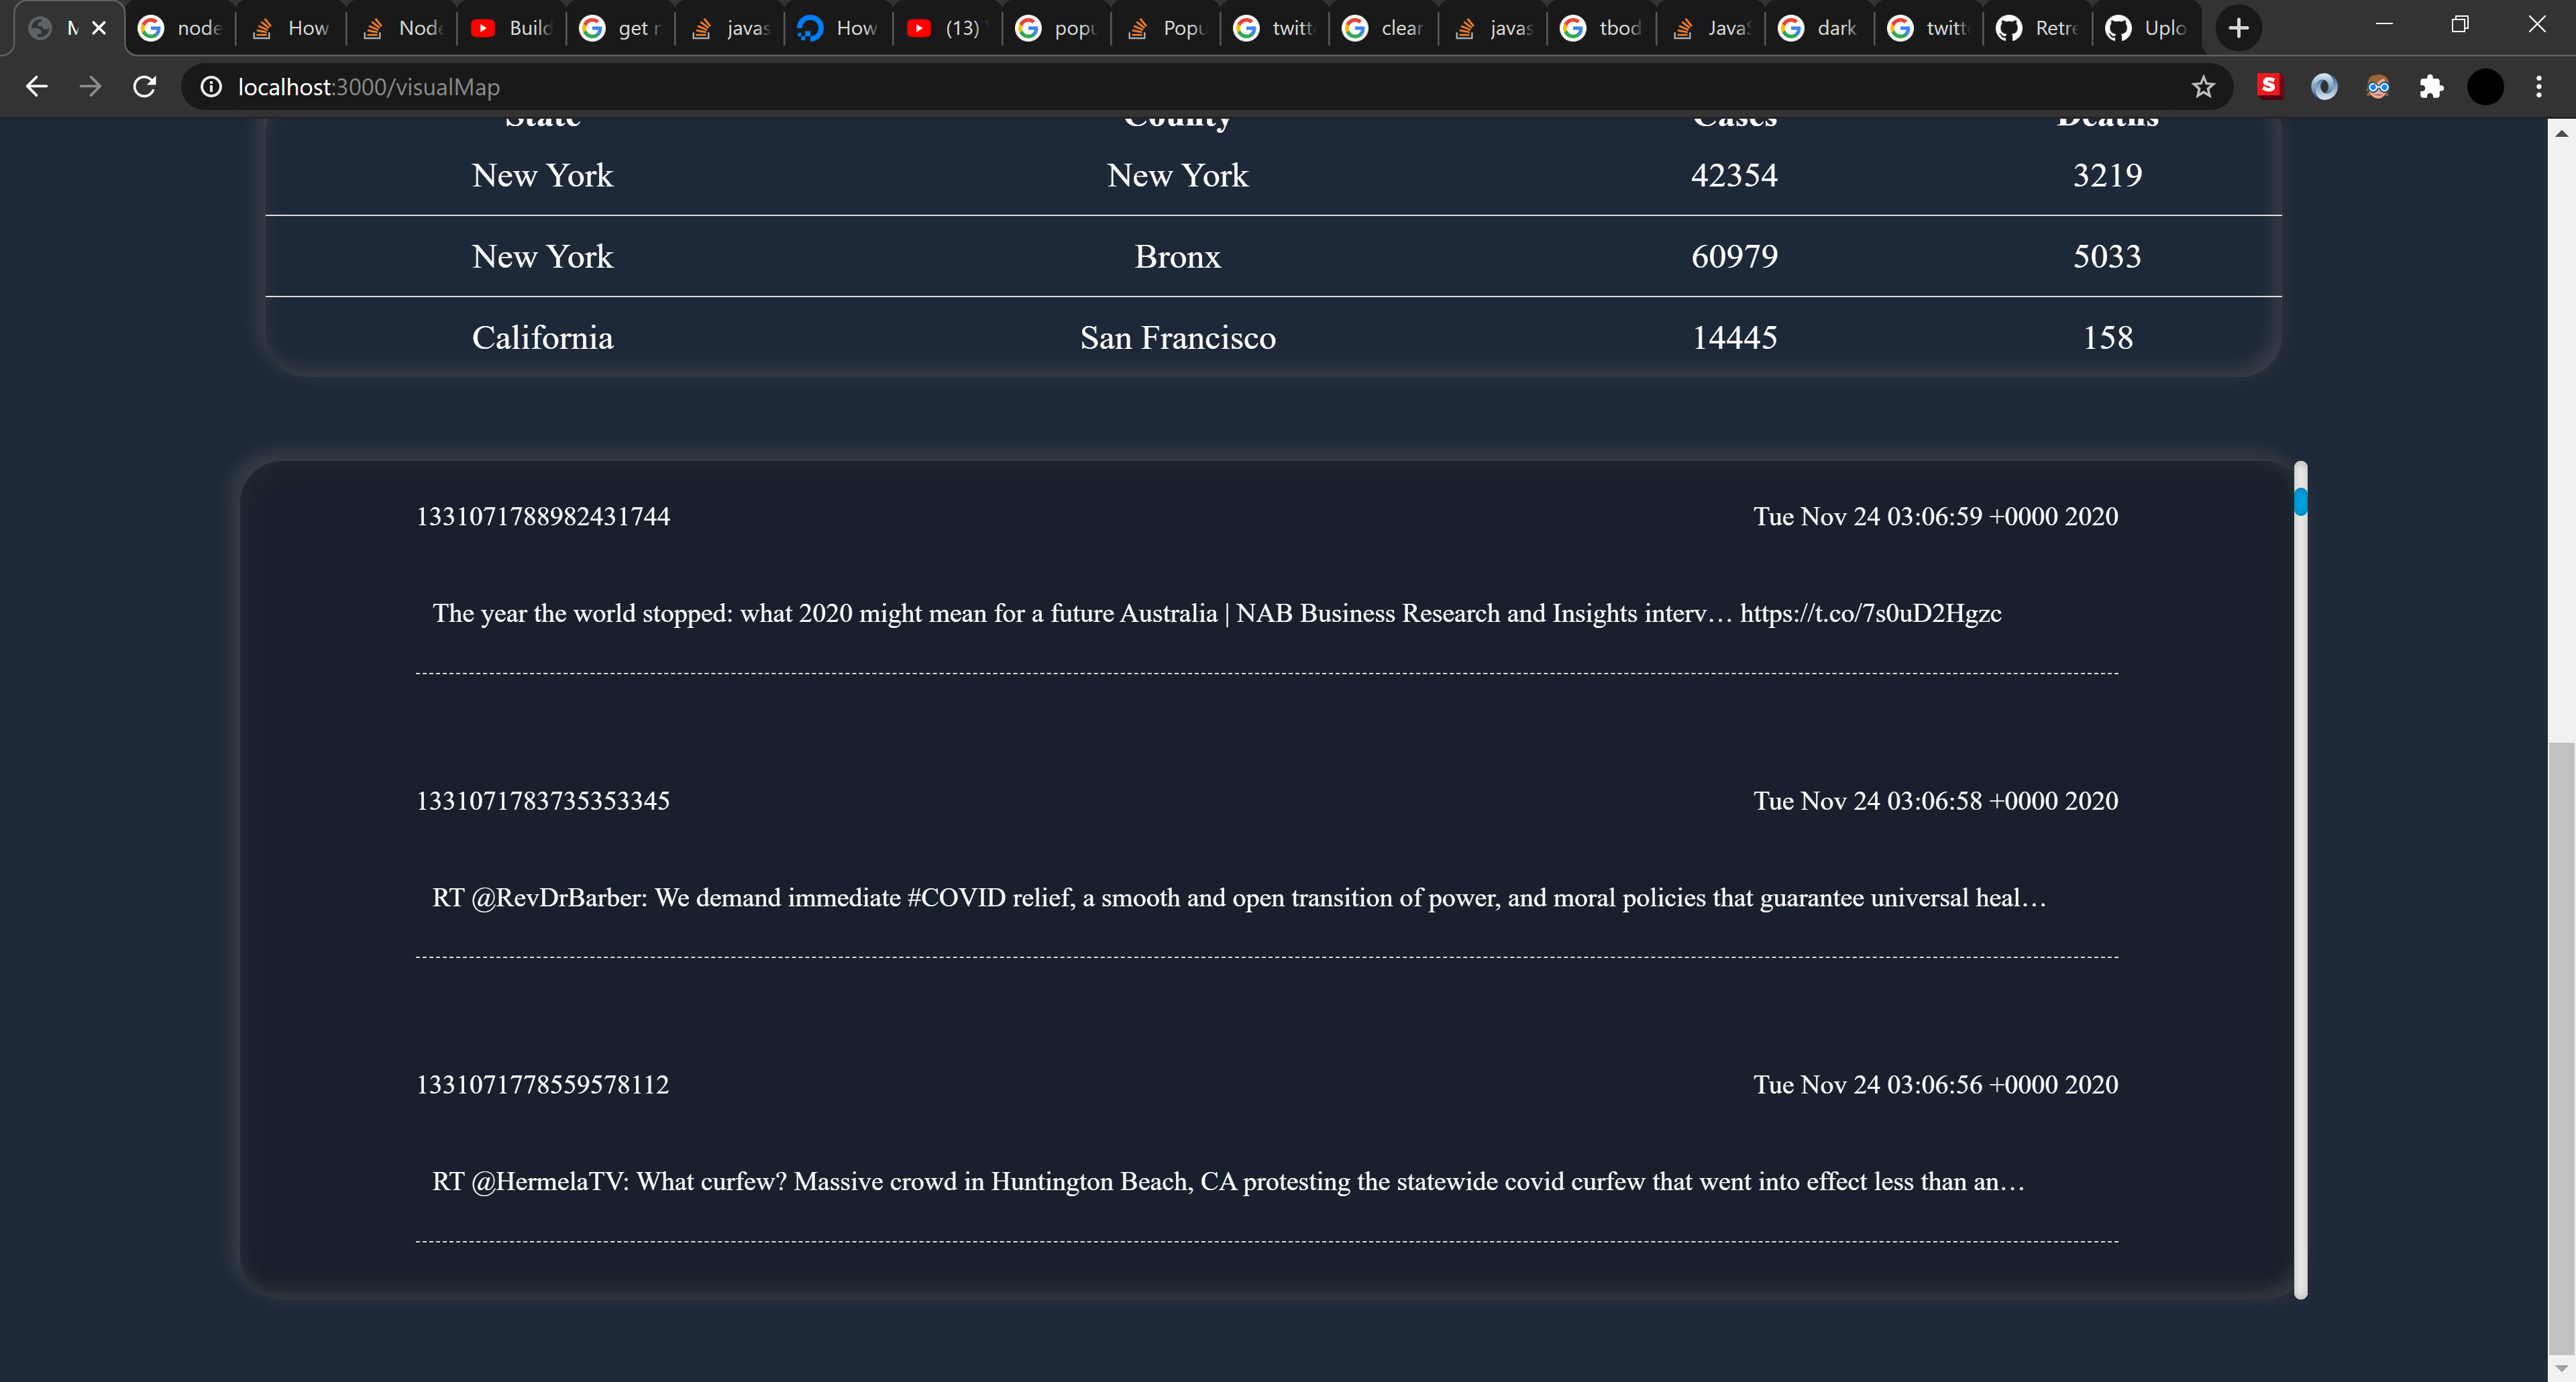 M
node
How
Node
Build
get r
javas
How
(13)
popu
Popu
twitt
clear
javas
tbod
Javas
dark
twitt
Retre
Uplo
localhost:3000/visualMap
State County Cases Deaths
New York New York 42354 3219
New York Bronx 60979 5033
California San Francisco 14445 158
1331071788982431744 Tue Nov 24 03:06:59 +0000 2020
The year the world stopped: what 2020 might mean for a future Australia | NAB Business Research and Insights interv… https://t.co/7s0uD2Hgzc
1331071783735353345 Tue Nov 24 03:06:58 +0000 2020
RT @RevDrBarber: We demand immediate #COVID relief, a smooth and open transition of power, and moral policies that guarantee universal heal…
1331071778559578112 Tue Nov 24 03:06:56 +0000 2020
RT @HermelaTV: What curfew? Massive crowd in Huntington Beach, CA protesting the statewide covid curfew that went into effect less than an…